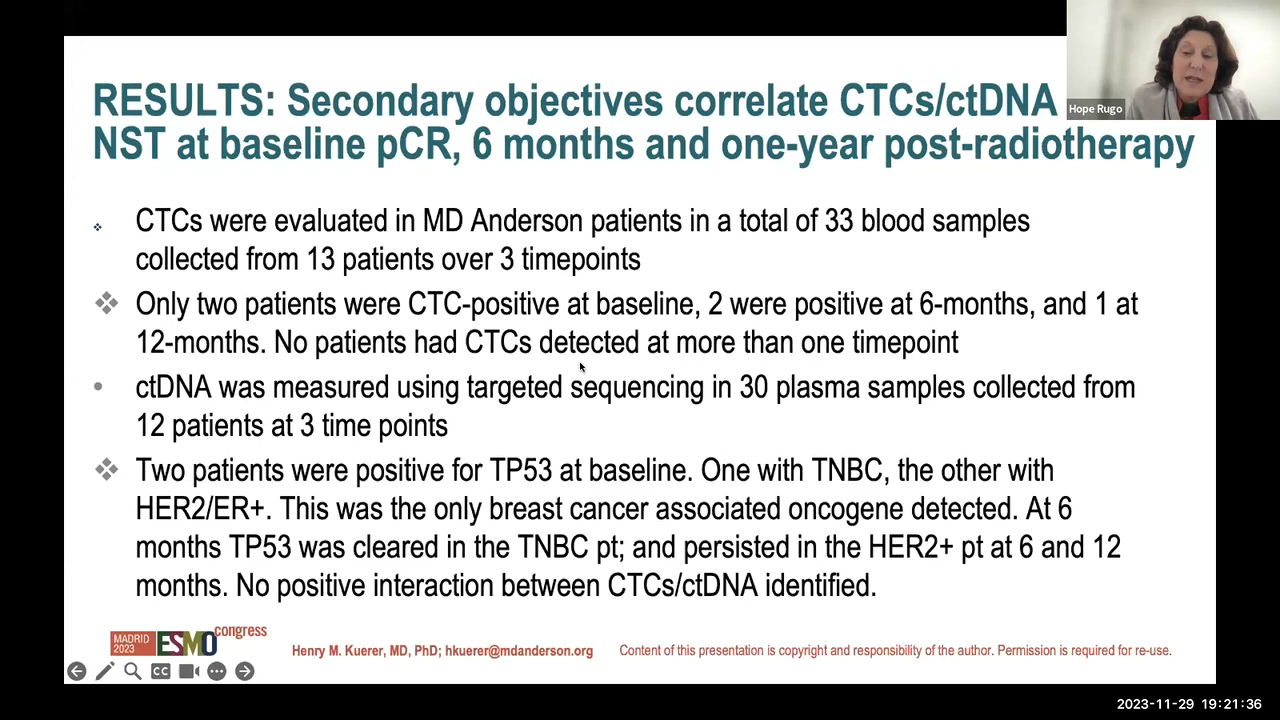 RESULTS: Secondary objectives correlate CTCs/ctDNA
NST at baseline pCR, 6 months and one-year post-radiotherapy
Hope Rugo
CTCs were evaluated in MD Anderson patients in a total of 33 blood samples
collected from 13 patients over 3 timepoints
Only two patients were CTC-positive at baseline, 2 were positive at 6-months, and 1 at
12-months. No patients had CTCs detected at more than one timepoint
ctDNA was measured using targeted sequencing in 30 plasma samples collected from
12 patients at 3 time points
Two patients were positive for TP53 at baseline. One with TNBC, the other with
HER2/ER+. This was the only breast cancer associated oncogene detected. At 6
months TP53 was cleared in the TNBC pt; and persisted in the HER2+ pt at 6 and 12
months. No positive interaction between CTCs/ctDNA identified.
MADRID
2023
ESMO
congress
Henry M. Kuerer, MD, PhD; hkuerer@mdanderson.org
Content of this presentation is copyright and responsibility of the author. Permission is required for re-use.
CC
2023-11-29 19:21:36